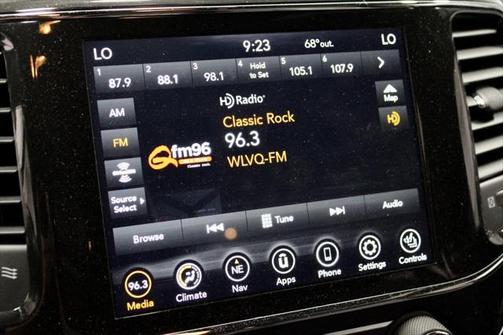 LO 9:23 68°out. LO
1 87.9 2 88.1 3 98.1 4 Hold to Set 5 105.1 6 107.9
AM
HD Radio
Map
Classic Rock
FM
fm96
96.3
HD
WLVQ-FM
Source Select
Browse Tune Audio
96.3 NE
Media Climate Nav Apps Phone Settings Controls